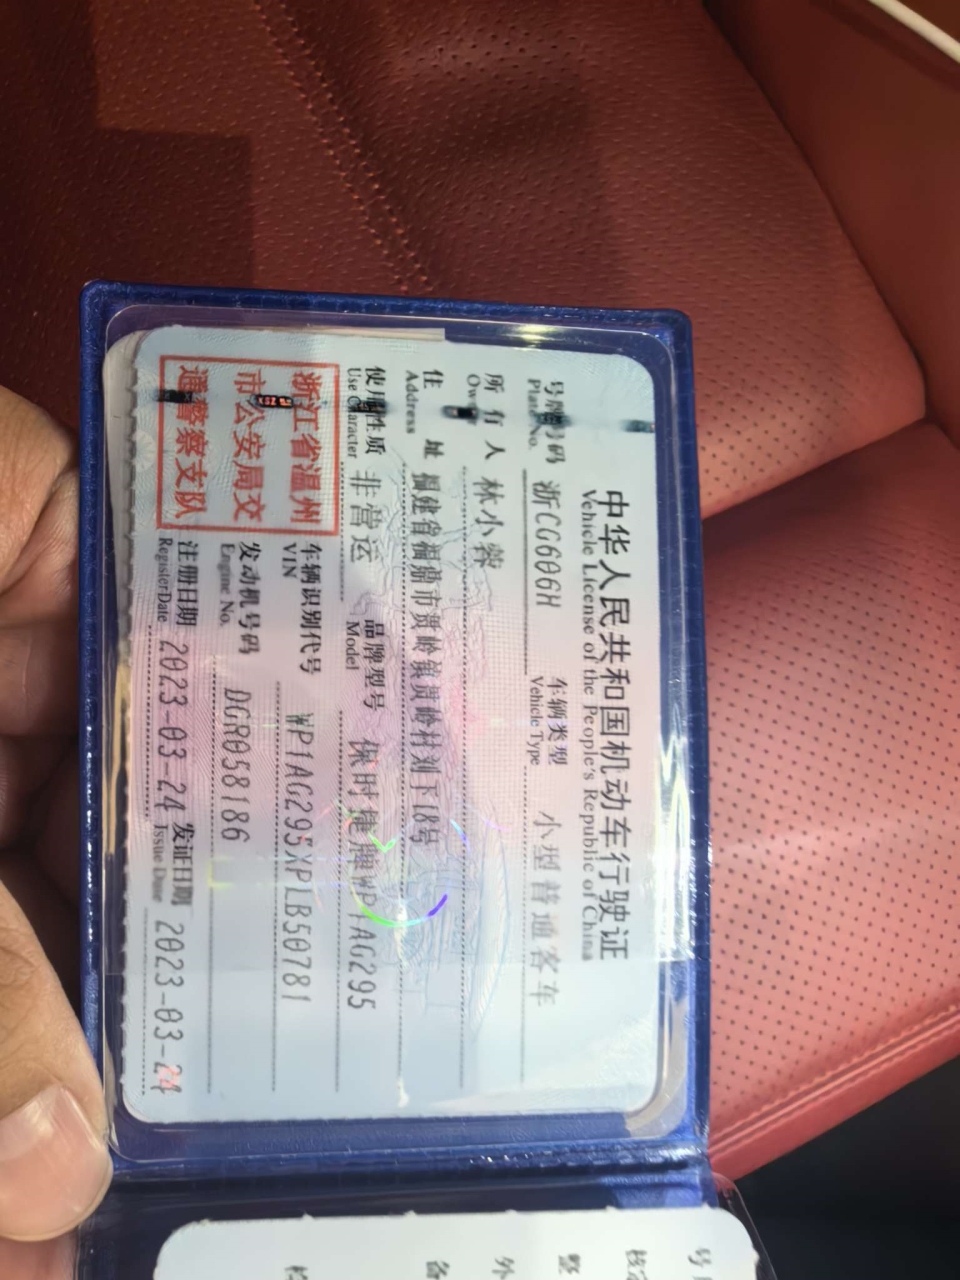 中华人民共和国机动车行驶证
Vehicle License of the People's Republic of China
号牌号码 浙CG606H 车辆类型 小型普通客车
Plate No. Vehicle Type
所有人 林小蓉
住址 福建省福鼎市贯岭镇贯岭村刘下18号
Address
使用性质 非营运 品牌型号 保时捷牌WP1AG295
Use Character Model
浙江省温州
市公安局交
通警察支队
车辆识别代号 WP1AG295XPLB50781
VIN
发动机号码 DGR058186
Engine No.
注册日期 2023-03-24 发证日期 2023-03-24
Register Date Issue Date